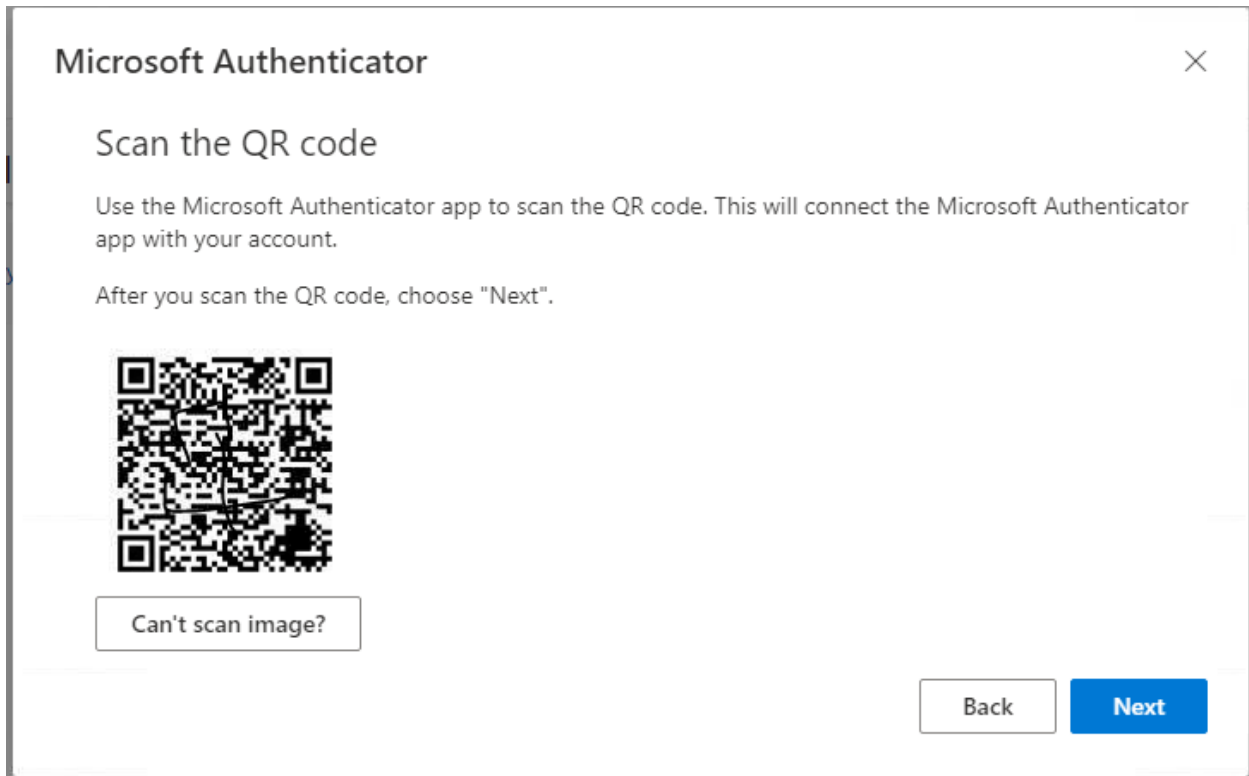 Microsoft Authenticator
Scan the QR code
Use the Microsoft Authenticator app to scan the QR code. This will connect the Microsoft Authenticator
app with your account.
After you scan the QR code, choose "Next".
Can't scan image?
Back
Next